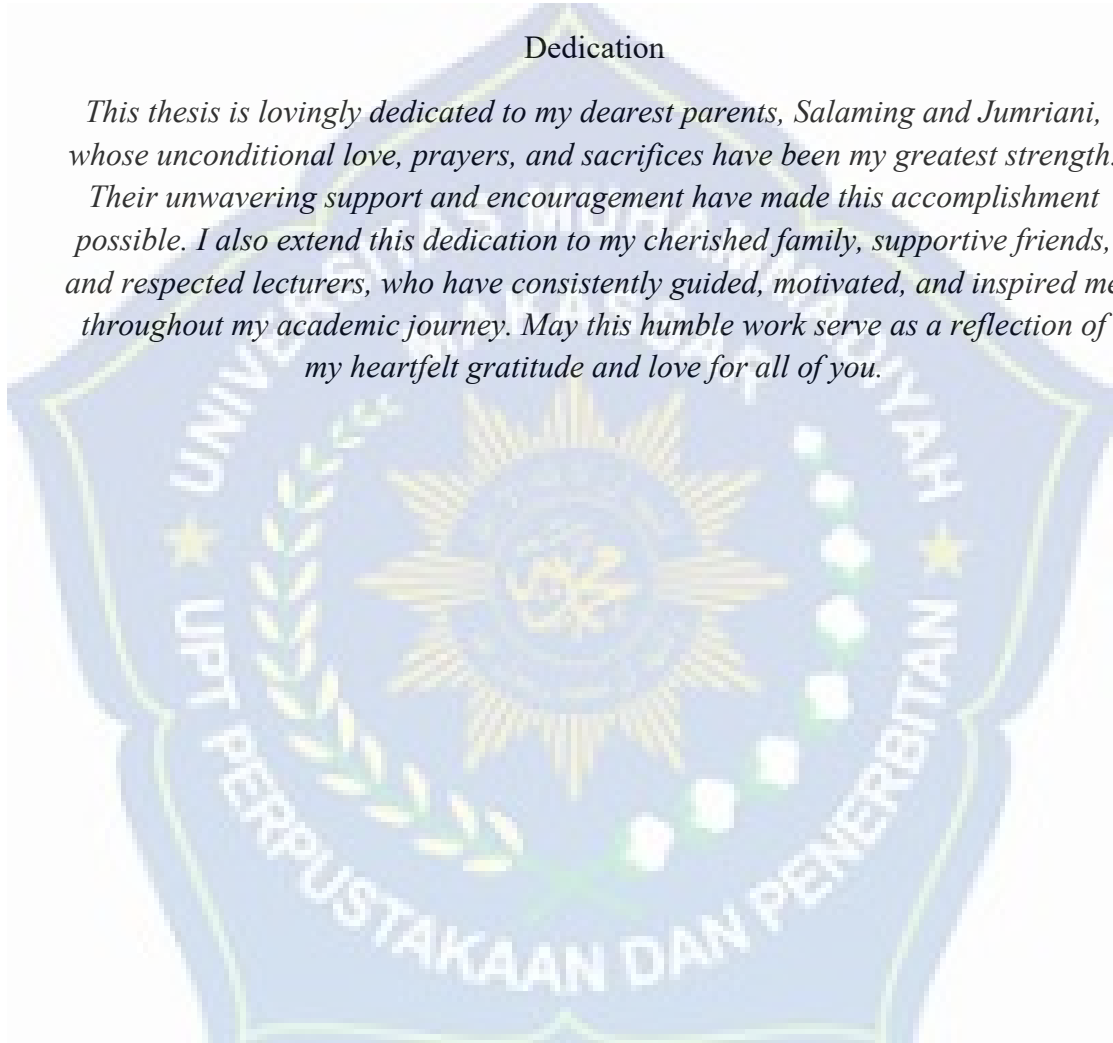 Dedication
This thesis is lovingly dedicated to my dearest parents, Salaming and Jumriani,
whose unconditional love, prayers, and sacrifices have been my greatest strength.
Their unwavering support and encouragement have made this accomplishment
possible. I also extend this dedication to my cherished family, supportive friends,
and respected lecturers, who have consistently guided, motivated, and inspired me
throughout my academic journey. May this humble work serve as a reflection of
my heartfelt gratitude and love for all of you.
UNIVERSITAS MUHAMMADIYAH
MAKASSAR
UPT PERPUSTAKAAN DAN PENERBITAN